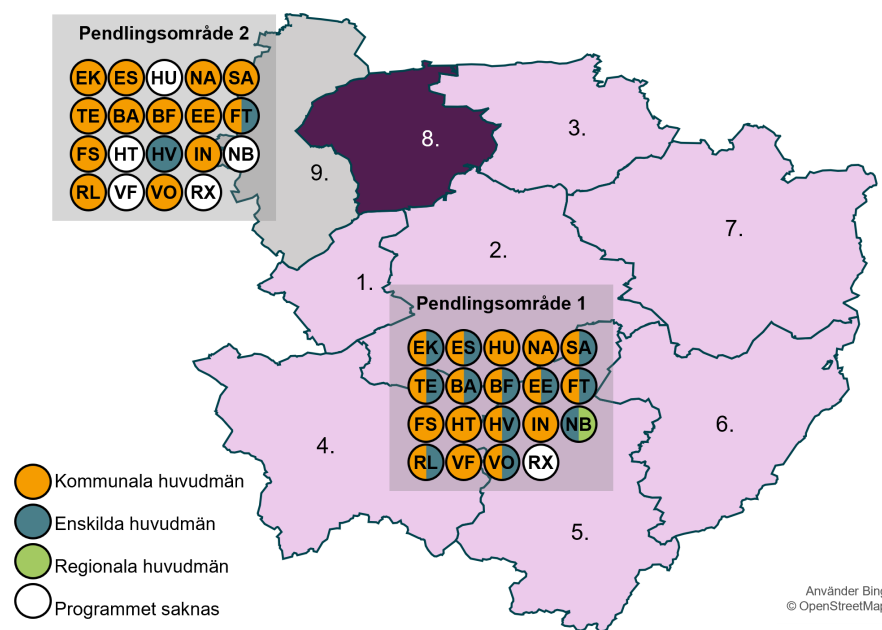 Pendlingsområde 2
EK ES HU NA SA
TE BA BF EE FT
FS HT HV IN NB
RL VF VO RX
8.
3.
9.
7.
2.
1.
Pendlingsområde 1
EK ES HU NA SA
TE BA BF EE FT
FS HT HV IN NB
RL VF VO RX
6.
4.
5.
Kommunala huvudmän
Enskilda huvudmän
Regionala huvudmän
Programmet saknas
Använder Bing
© OpenStreetMap